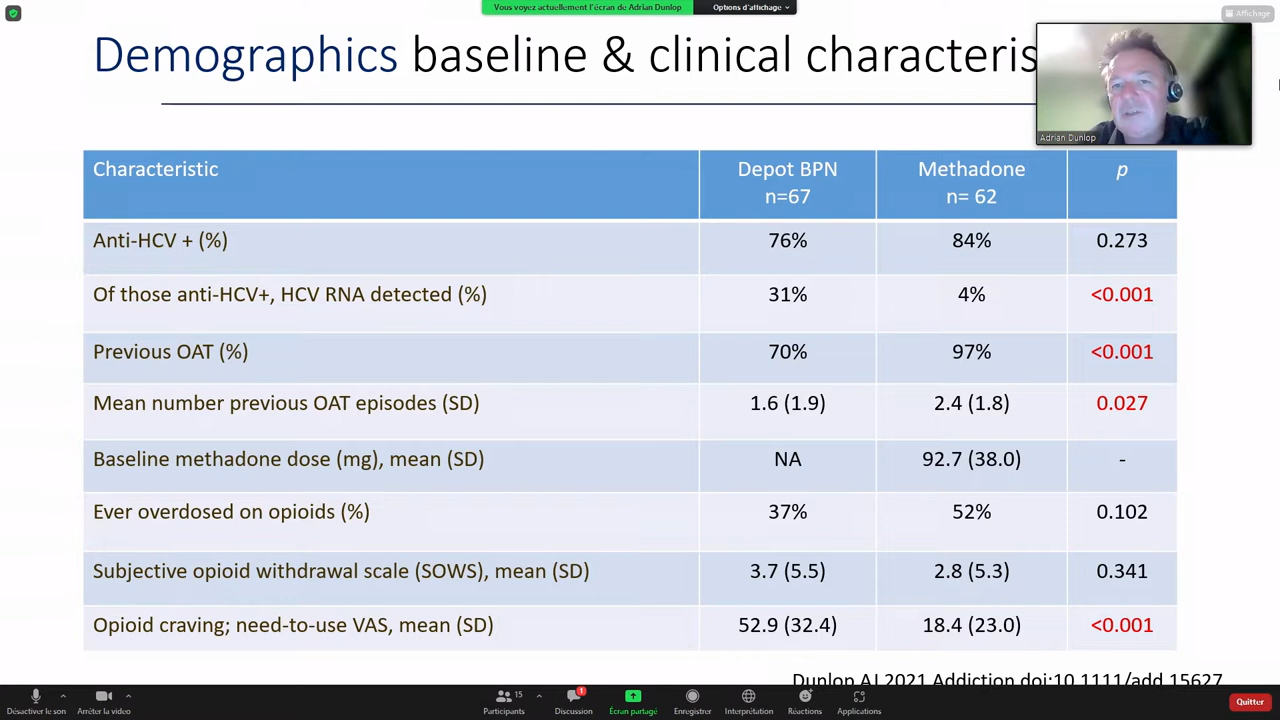 Vous voyez actuellement l'écran de Adrian Dunlop Options d'affichage
Affichage
Demographics baseline & clinical characteris
Adrian Dunlop
Characteristic Depot BPN n=67 Methadone n= 62 p
Anti-HCV + (%) 76% 84% 0.273
Of those anti-HCV+, HCV RNA detected (%) 31% 4% <0.001
Previous OAT (%) 70% 97% <0.001
Mean number previous OAT episodes (SD) 1.6 (1.9) 2.4 (1.8) 0.027
Baseline methadone dose (mg), mean (SD) NA 92.7 (38.0) -
Ever overdosed on opioids (%) 37% 52% 0.102
Subjective opioid withdrawal scale (SOWS), mean (SD) 3.7 (5.5) 2.8 (5.3) 0.341
Opioid craving; need-to-use VAS, mean (SD) 52.9 (32.4) 18.4 (23.0) <0.001
Dunlop AJ 2021 Addiction doi:10.1111/add.15627
15 1
Désactiver le son Arrêter la vidéo Participants Discussion Écran partagé Enregistrer Interprétation Réactions Applications Quitter